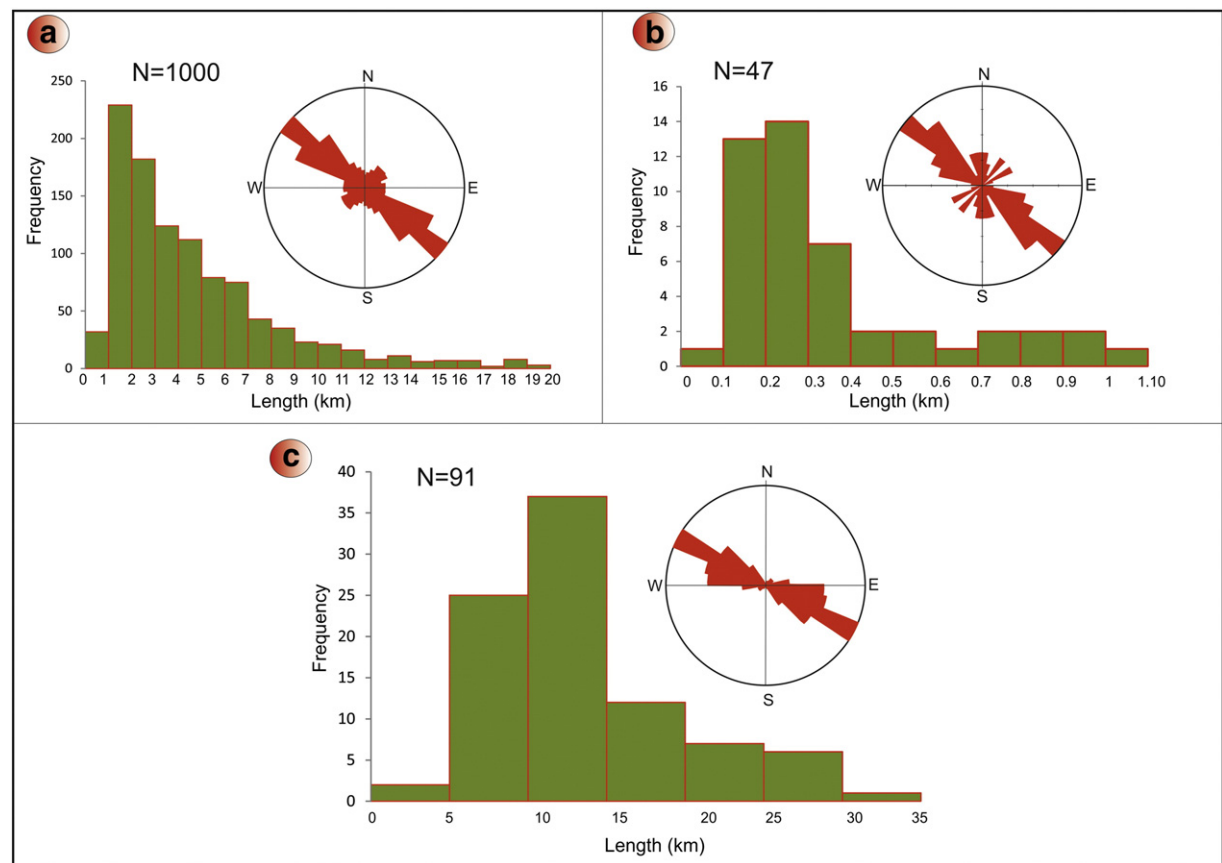 a
N=1000
N
W E
S
250
200
150
100
50
0
Frequency
0 1 2 3 4 5 6 7 8 9 10 11 12 13 14 15 16 17 18 19 20
Length (km)
b
N=47
N
W E
S
16
14
12
10
8
6
4
2
0
Frequency
0 0.1 0.2 0.3 0.4 0.5 0.6 0.7 0.8 0.9 1 1.10
Length (km)
c
N=91
N
W E
S
40
35
30
25
20
15
10
5
0
Frequency
0 5 10 15 20 25 30 35
Length (km)